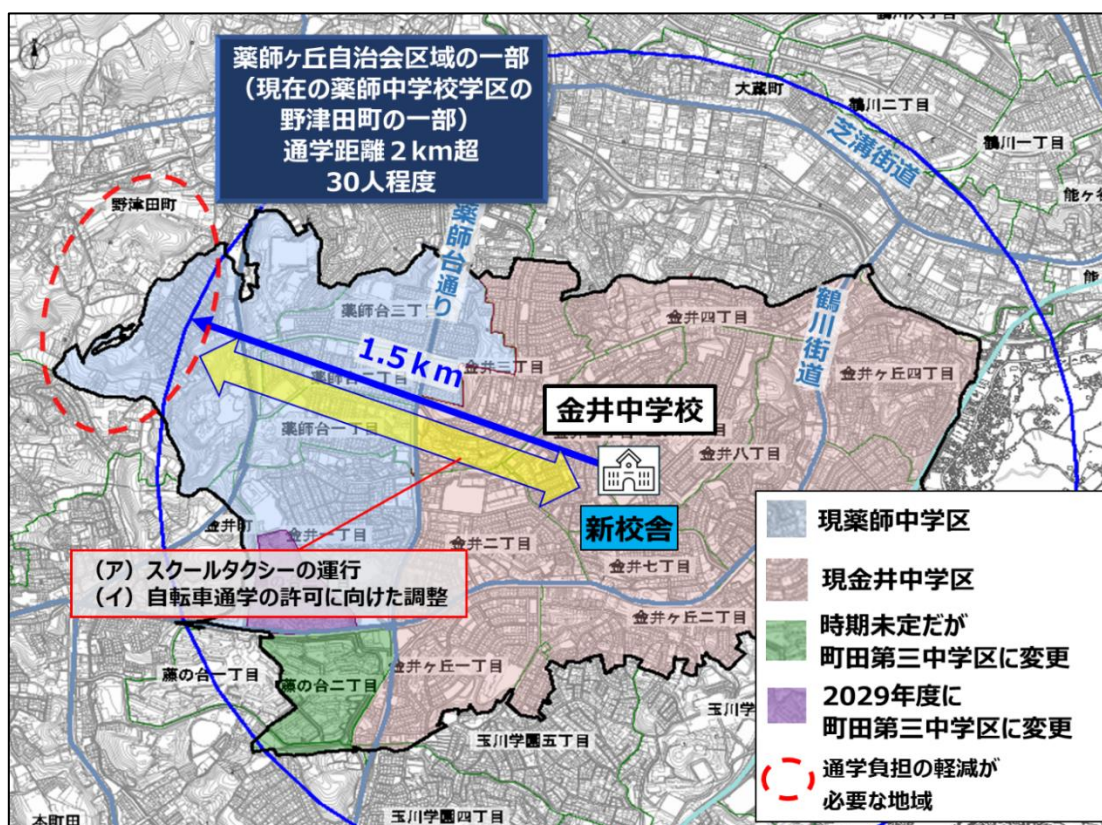 薬師ヶ丘自治会区域の一部
（現在の薬師中学校学区の
野津田町の一部）
通学距離２km超
30人程度
鶴川六丁目
大蔵町
鶴川二丁目
鶴川一丁目
芝溝街道
能ヶ谷
能
野津田町
薬師台通り
鶴川街道
薬師台三丁目
金井四丁目
金井三丁目
金井ヶ丘四丁目
1.5km
薬師台二丁目
薬師台一丁目
金井中学校
金井八丁目
新校舎
金井町
金井一丁目
金井二丁目
金井七丁目
（ア）スクールタクシーの運行
（イ）自転車通学の許可に向けた調整
金井ヶ丘二丁目
金井ヶ丘一丁目
藤の台一丁目
藤の台二丁目
玉川学園五丁目
玉川学
玉川学園四丁目
本町田
現薬師中学区
現金井中学区
時期未定だが
町田第三中学区に変更
2029年度に
町田第三中学区に変更
通学負担の軽減が
必要な地域